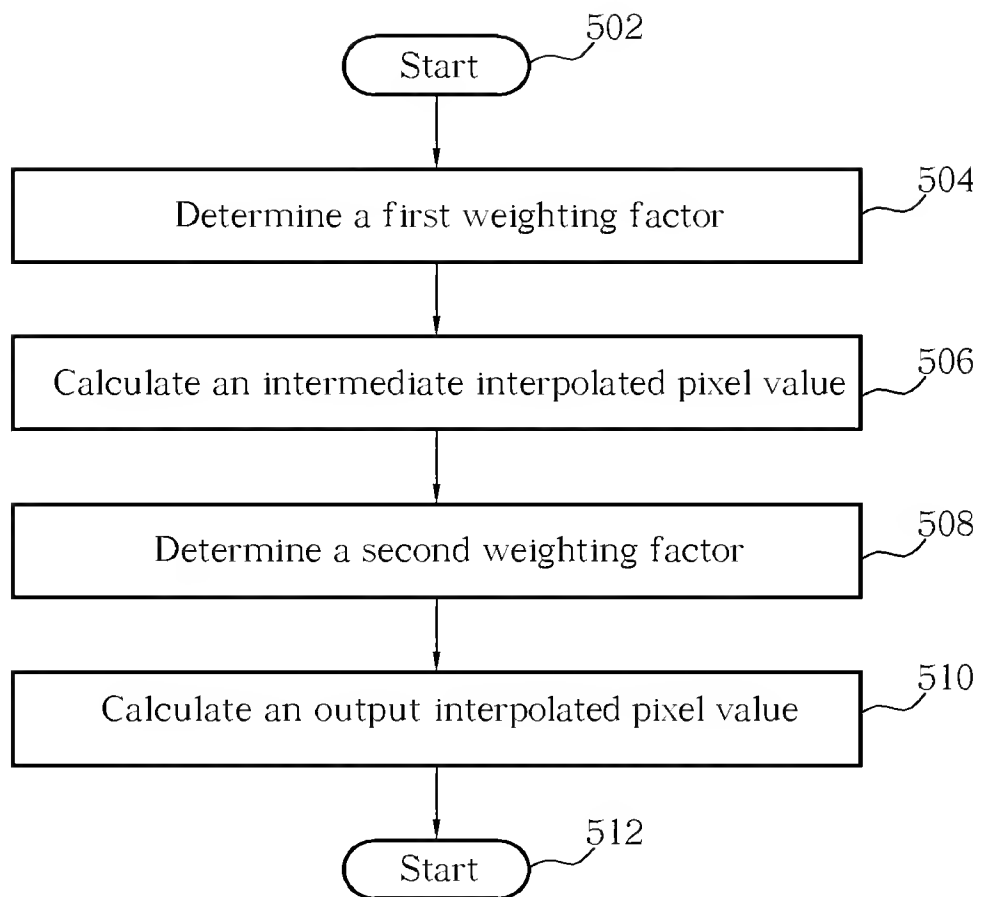 Start
502
Determine a first weighting factor
504
Calculate an intermediate interpolated pixel value
506
Determine a second weighting factor
508
Calculate an output interpolated pixel value
510
Start
512